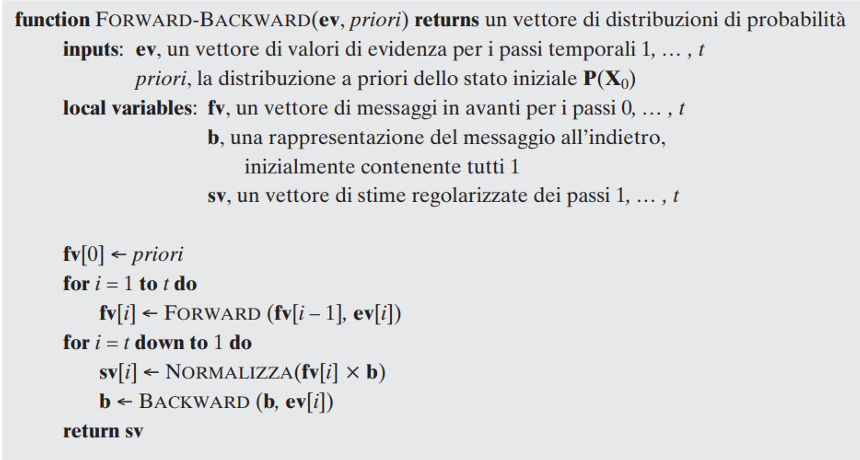 function FORWARD-BACKWARD(ev, priori) returns un vettore di distribuzioni di probabilità
inputs: ev, un vettore di valori di evidenza per i passi temporali 1, … , t
priori, la distribuzione a priori dello stato iniziale P(X₀)
local variables: fv, un vettore di messaggi in avanti per i passi 0, … , t
b, una rappresentazione del messaggio all’indietro,
inizialmente contenente tutti 1
sv, un vettore di stime regolarizzate dei passi 1, … , t
fv[0] ← priori
for i = 1 to t do
fv[i] ← FORWARD (fv[i – 1], ev[i])
for i = t down to 1 do
sv[i] ← NORMALIZZA(fv[i] × b)
b ← BACKWARD (b, ev[i])
return sv